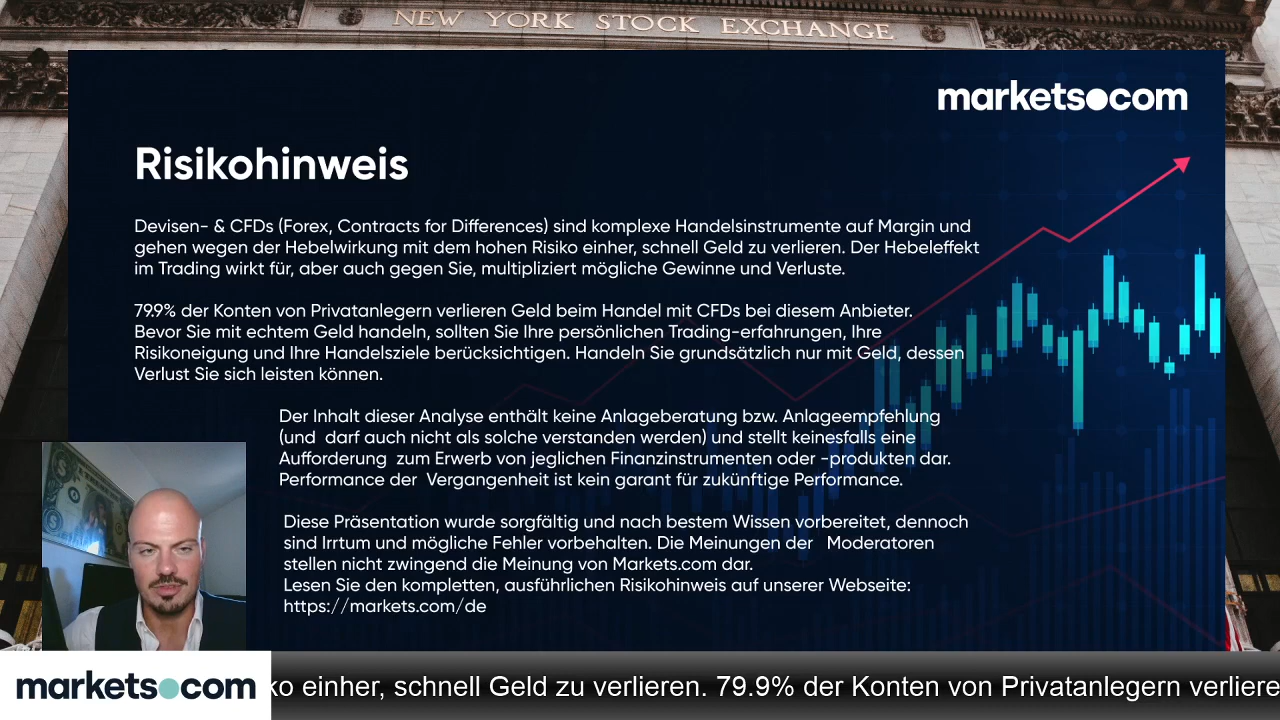 NEW YORK STOCK EXCHANGE
markets.com
Risikohinweis
Devisen- & CFDs (Forex, Contracts for Differences) sind komplexe Handelsinstrumente auf Margin und
gehen wegen der Hebelwirkung mit dem hohen Risiko einher, schnell Geld zu verlieren. Der Hebeleffekt
im Trading wirkt für, aber auch gegen Sie, multipliziert mögliche Gewinne und Verluste.
79.9% der Konten von Privatanlegern verlieren Geld beim Handel mit CFDs bei diesem Anbieter.
Bevor Sie mit echtem Geld handeln, sollten Sie Ihre persönlichen Trading-erfahrungen, Ihre
Risikoneigung und Ihre Handelsziele berücksichtigen. Handeln Sie grundsätzlich nur mit Geld, dessen
Verlust Sie sich leisten können.
Der Inhalt dieser Analyse enthält keine Anlageberatung bzw. Anlageempfehlung
(und darf auch nicht als solche verstanden werden) und stellt keinesfalls eine
Aufforderung zum Erwerb von jeglichen Finanzinstrumenten oder -produkten dar.
Performance der Vergangenheit ist kein garant für zukünftige Performance.
Diese Präsentation wurde sorgfältig und nach bestem Wissen vorbereitet, dennoch
sind Irrtum und mögliche Fehler vorbehalten. Die Meinungen der Moderatoren
stellen nicht zwingend die Meinung von Markets.com dar.
Lesen Sie den kompletten, ausführlichen Risikohinweis auf unserer Webseite:
https://markets.com/de
markets.com
ko einher, schnell Geld zu verlieren. 79.9% der Konten von Privatanlegern verliere